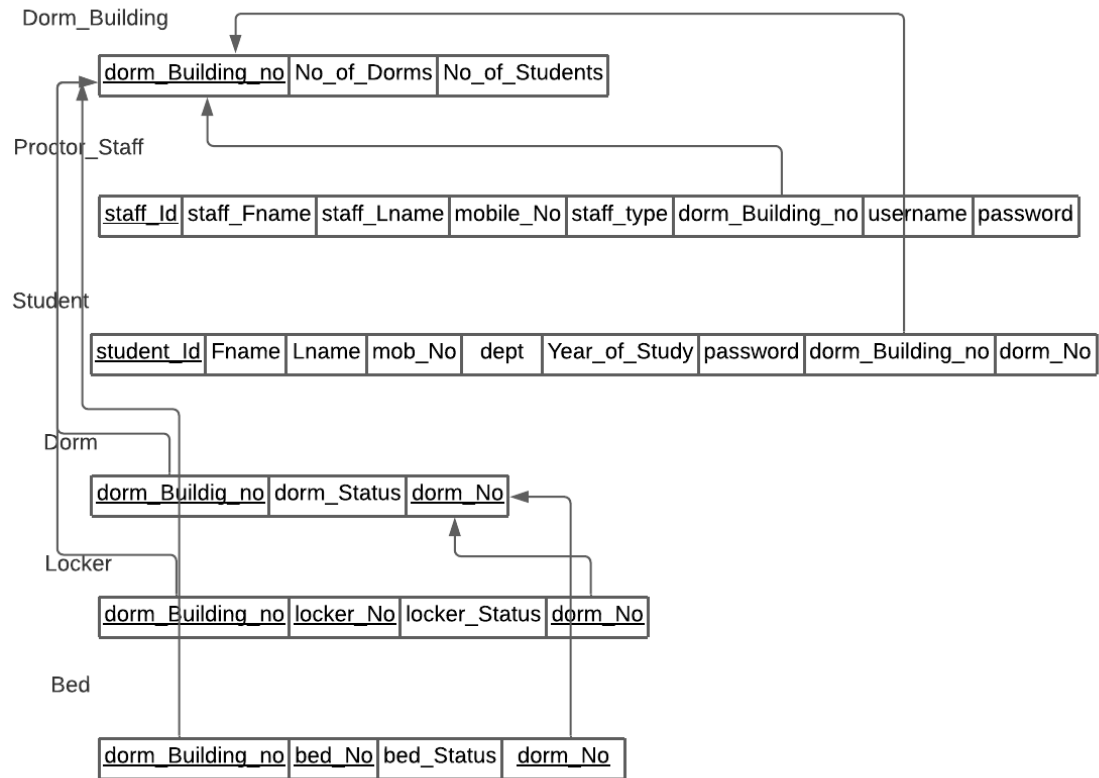 Dorm_Building
dorm_Building_no No_of_Dorms No_of_Students
Proctor_Staff
staff_Id staff_Fname staff_Lname mobile_No staff_type dorm_Building_no username password
Student
student_Id Fname Lname mob_No dept Year_of_Study password dorm_Building_no dorm_No
Dorm
dorm_Buildig_no dorm_Status dorm_No
Locker
dorm_Building_no locker_No locker_Status dorm_No
Bed
dorm_Building_no bed_No bed_Status dorm_No